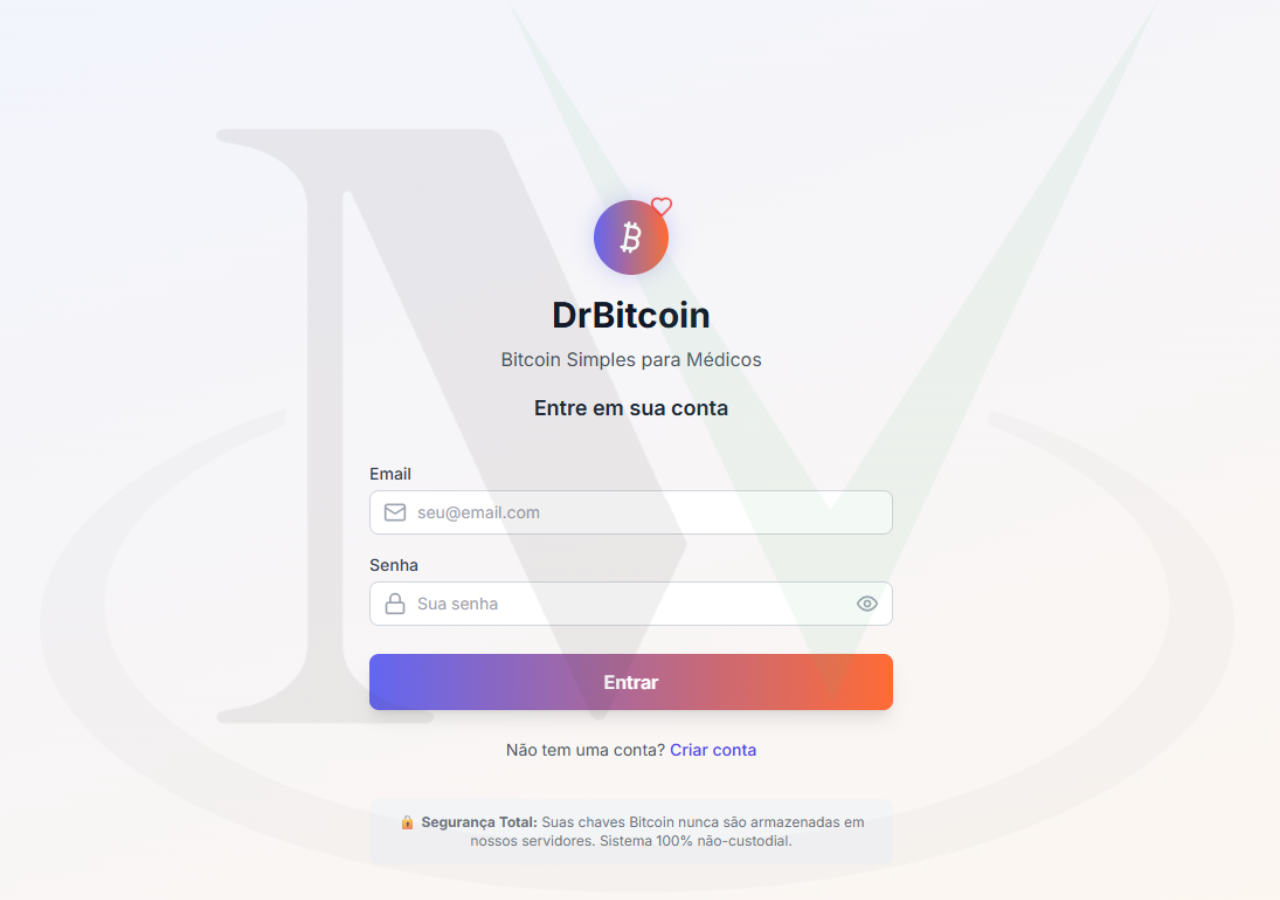 DrBitcoin
Bitcoin Simples para Médicos
Entre em sua conta
Email
seu@email.com
Senha
Sua senha
Entrar
Não tem uma conta? Criar conta
🔒 Segurança Total: Suas chaves Bitcoin nunca são armazenadas em
nossos servidores. Sistema 100% não-custodial.